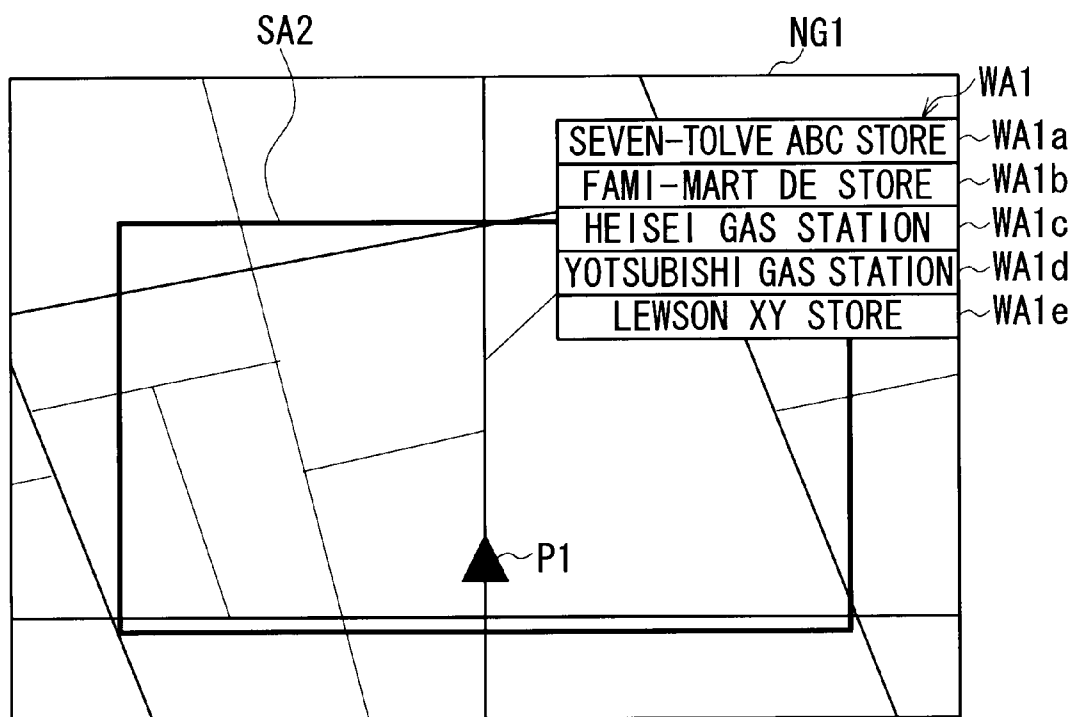 SA2
NG1
WA1
SEVEN-TOLVE ABC STORE
WA1a
FAMI-MART DE STORE
WA1b
HEISEI GAS STATION
WA1c
YOTSUBISHI GAS STATION
WA1d
LEWSON XY STORE
WA1e
P1